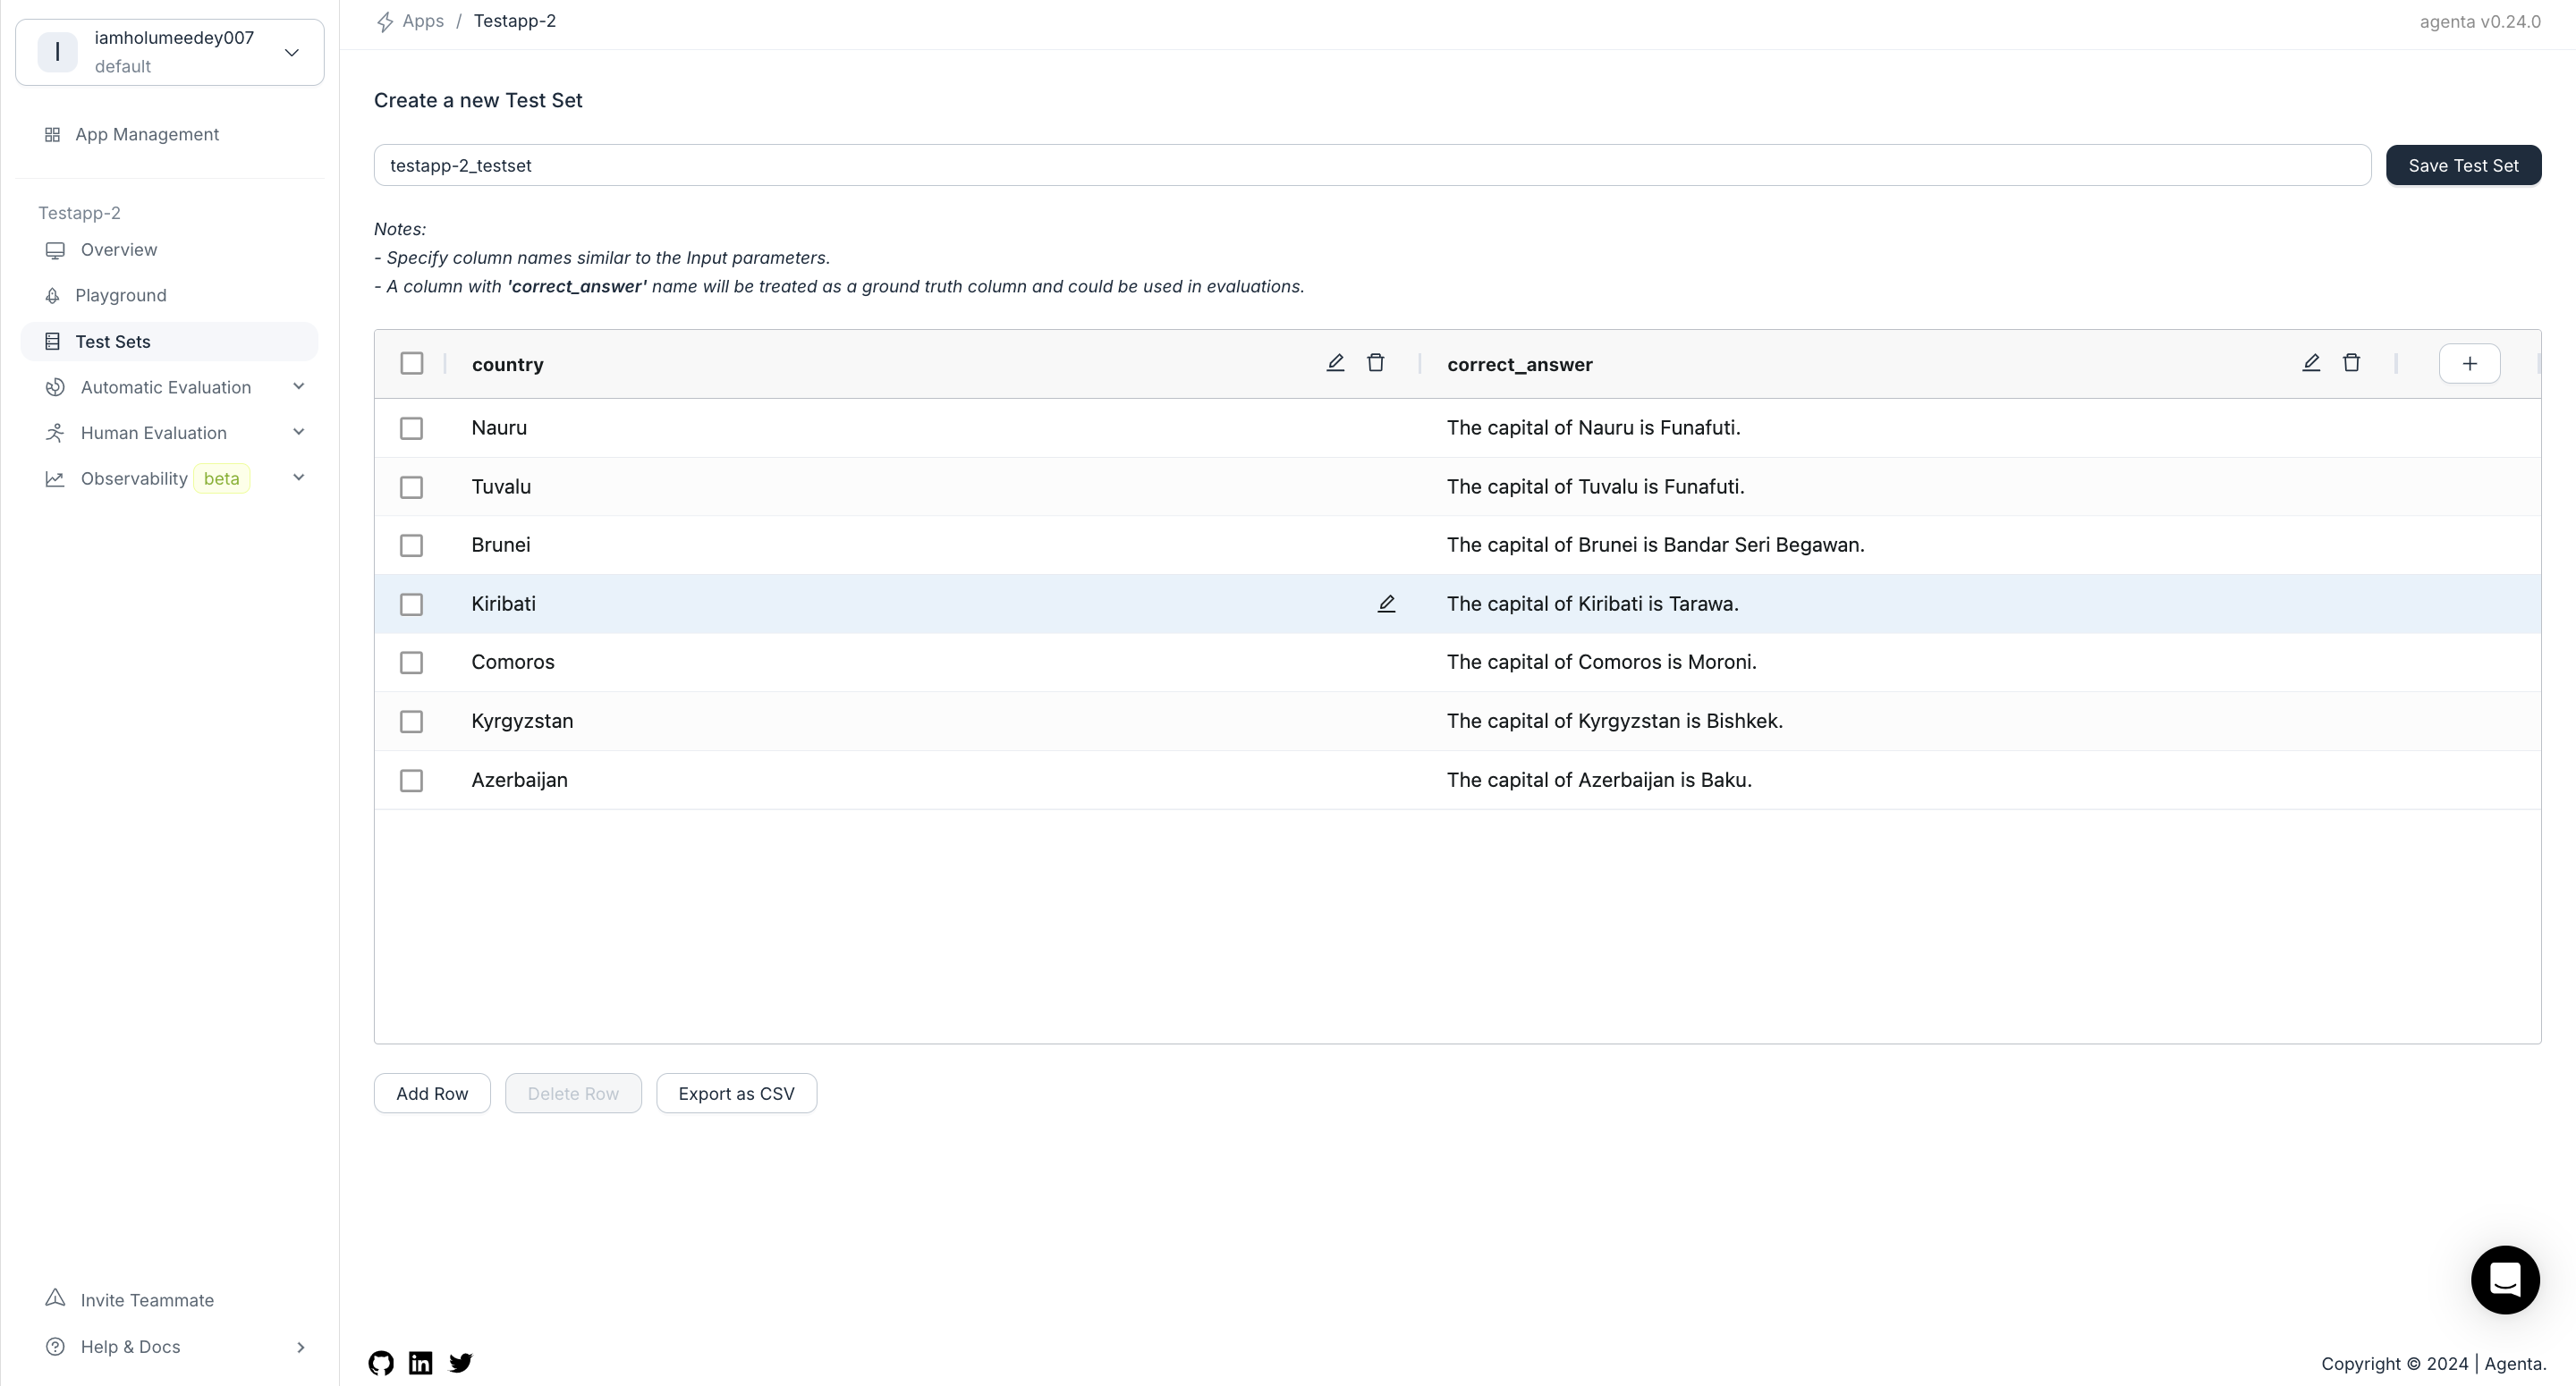 I
iamholumeedey007
default
App Management
Testapp-2
Overview
Playground
Test Sets
Automatic Evaluation
Human Evaluation
Observability beta
Invite Teammate
Help & Docs
Apps / Testapp-2
agenta v0.24.0
Create a new Test Set
testapp-2_testset
Save Test Set
Notes:
- Specify column names similar to the Input parameters.
- A column with 'correct_answer' name will be treated as a ground truth column and could be used in evaluations.
country correct_answer
Nauru The capital of Nauru is Funafuti.
Tuvalu The capital of Tuvalu is Funafuti.
Brunei The capital of Brunei is Bandar Seri Begawan.
Kiribati The capital of Kiribati is Tarawa.
Comoros The capital of Comoros is Moroni.
Kyrgyzstan The capital of Kyrgyzstan is Bishkek.
Azerbaijan The capital of Azerbaijan is Baku.
Add Row Delete Row Export as CSV
in
Copyright © 2024 | Agenta.